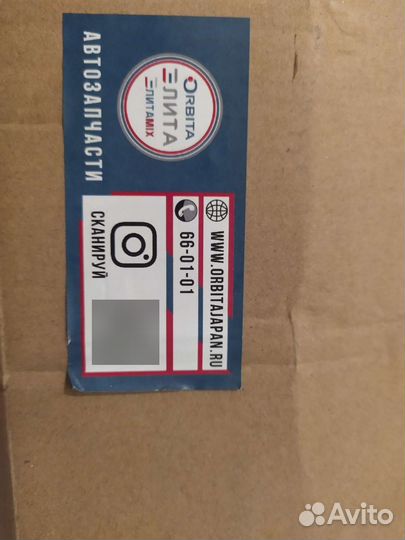 ORBITA
ЭЛИТА
ЭЛИТАMIX
АВТОЗАПЧАСТИ
WWW.ORBITAJAPAN.RU
66-01-01
СКАНИРУЙ
Avito